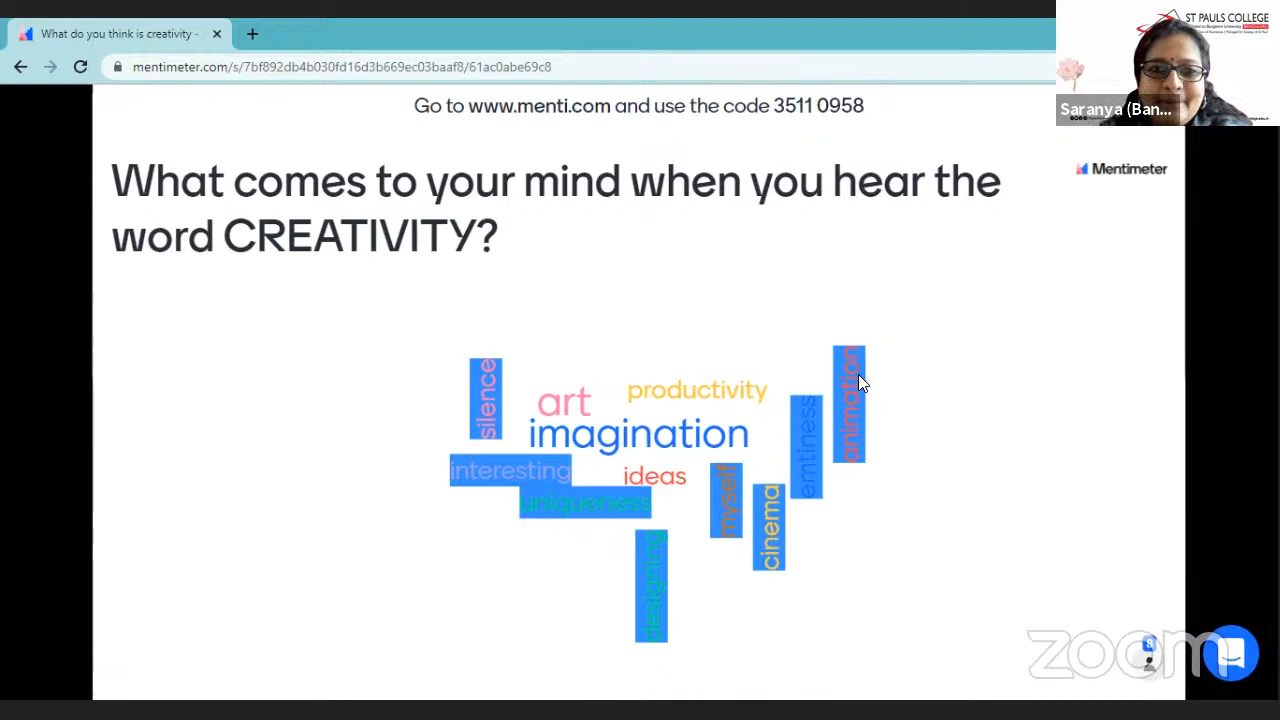 What do you think is creativity -
mentimeter.com/s/7bf892db4b030fd16d3b669ec03baaf8/61ac0abe69c8
ST PAULS COLLEGE
Saranya (Ban...
Go to www.menti.com and use the code 3511 0958
Mentimeter
What comes to your mind when you hear the
word CREATIVITY?
silence
art
productivity
imagination
animation
emtiness
interesting
ideas
uniqueness
myself
cinema
designing
8
zoom